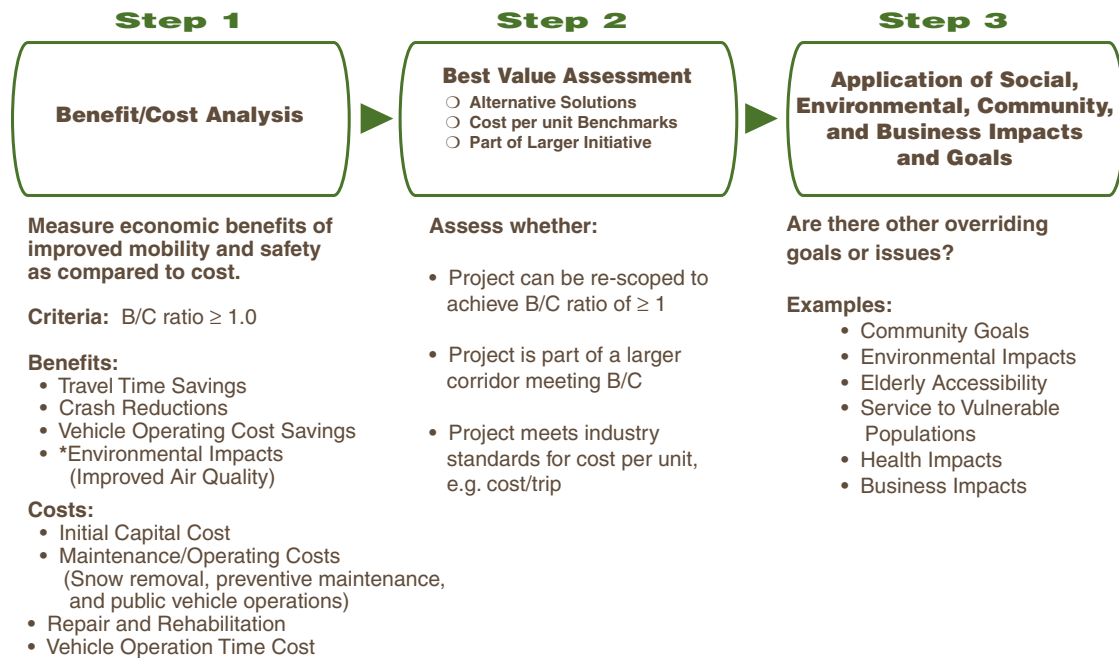 Step 1
Benefit/Cost Analysis
Measure economic benefits of
improved mobility and safety
as compared to cost.
Criteria: B/C ratio ≥ 1.0
Benefits:
• Travel Time Savings
• Crash Reductions
• Vehicle Operating Cost Savings
• *Environmental Impacts
(Improved Air Quality)
Costs:
• Initial Capital Cost
• Maintenance/Operating Costs
(Snow removal, preventive maintenance,
and public vehicle operations)
• Repair and Rehabilitation
• Vehicle Operation Time Cost
Step 2
Best Value Assessment
❍ Alternative Solutions
❍ Cost per unit Benchmarks
❍ Part of Larger Initiative
Assess whether:
• Project can be re-scoped to
achieve B/C ratio of ≥ 1
• Project is part of a larger
corridor meeting B/C
• Project meets industry
standards for cost per unit,
e.g. cost/trip
Step 3
Application of Social,
Environmental, Community,
and Business Impacts
and Goals
Are there other overriding
goals or issues?
Examples:
• Community Goals
• Environmental Impacts
• Elderly Accessibility
• Service to Vulnerable
Populations
• Health Impacts
• Business Impacts